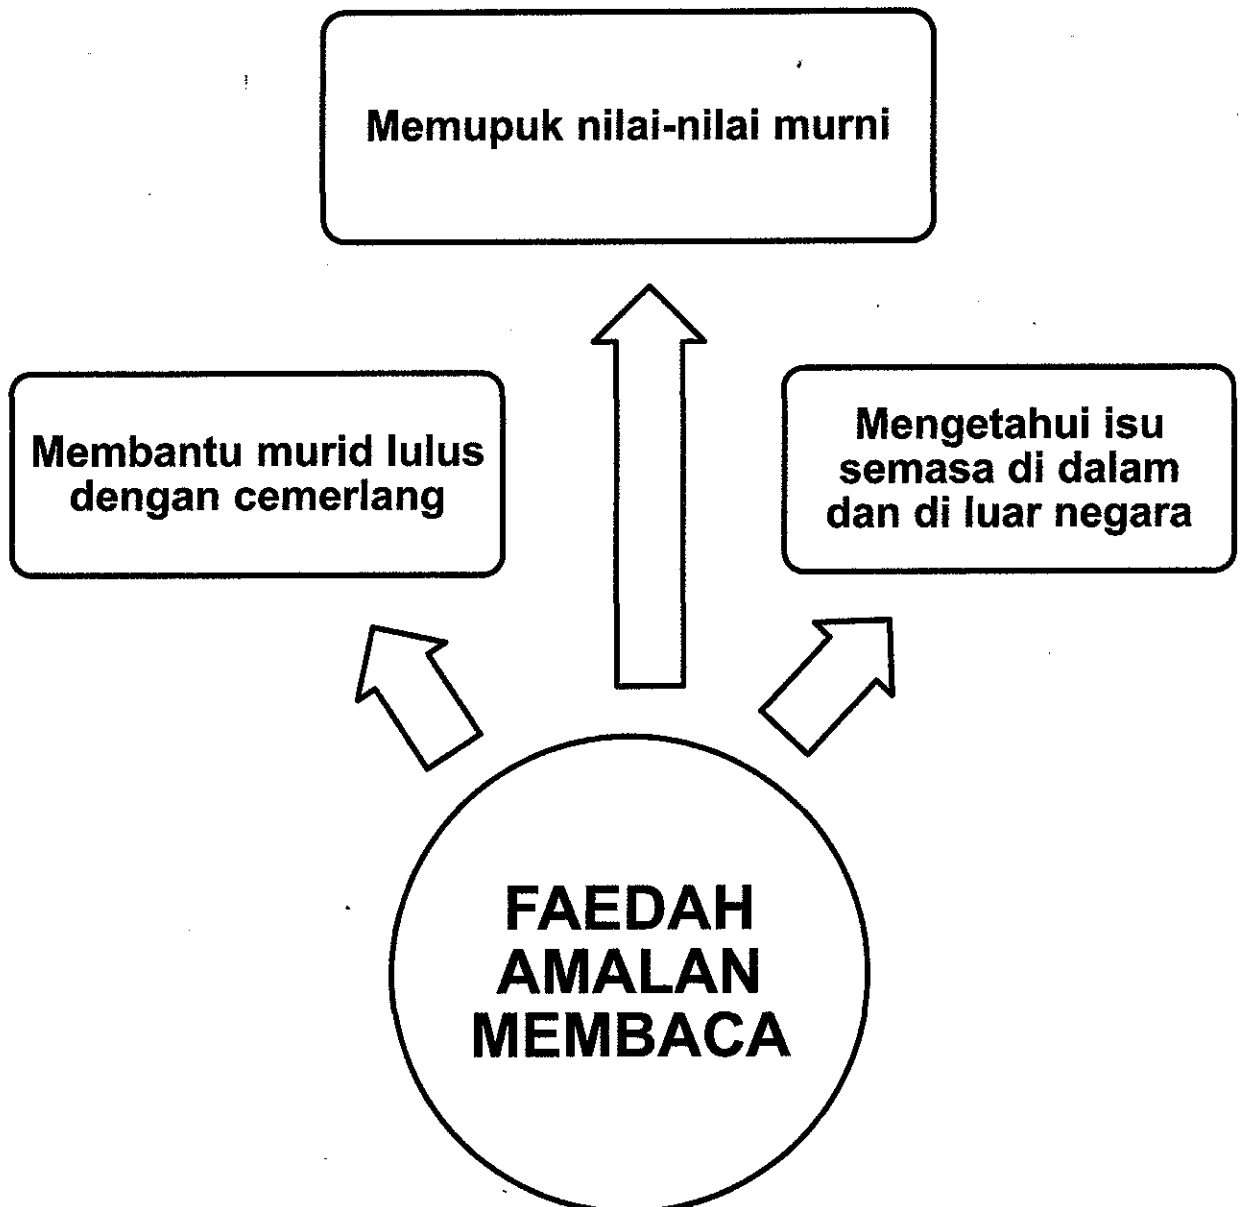 Memupuk nilai-nilai murni
Membantu murid lulus
dengan cemerlang
Mengetahui isu
semasa di dalam
dan di luar negara
FAEDAH
AMALAN
MEMBACA